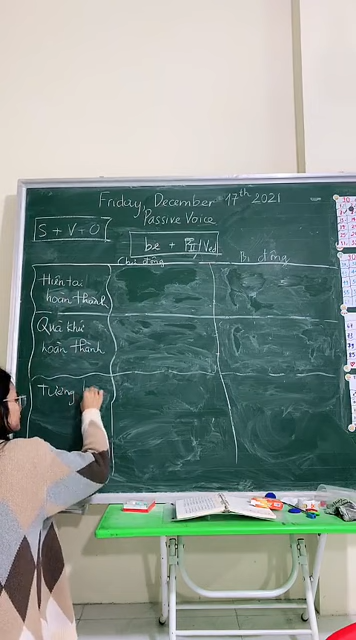 Friday, December 17th 2021
Passive Voice
S + V + O
be + PII/Ved
Chủ động
Bị động
Hiện tại
hoàn thành
Quá khứ
hoàn thành
Tương